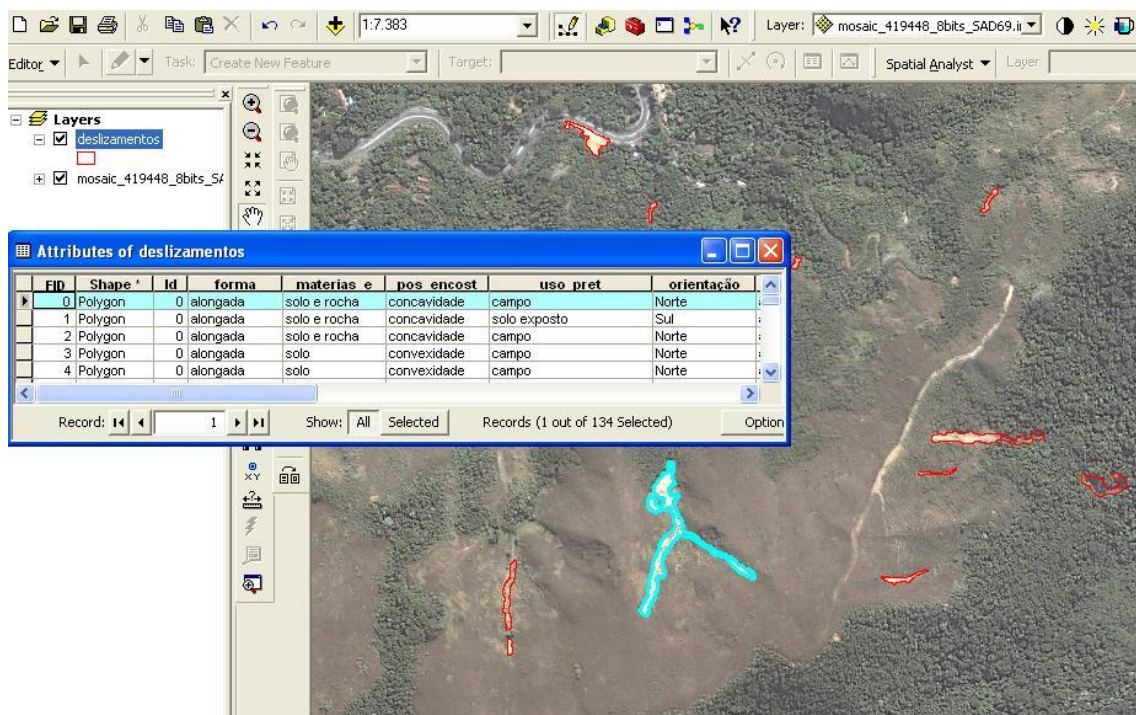 1:7.383 Layer: mosaic_419448_8bits_SAD69.i
Editor Task: Create New Feature Target: Spatial Analyst Layer:
Layers
deslizamentos
mosaic_419448_8bits_SA
XY
Attributes of deslizamentos
FID Shape * Id forma materias e pos encost uso pret orientação
0 Polygon 0 alongada solo e rocha concavidade campo Norte
1 Polygon 0 alongada solo e rocha concavidade solo exposto Sul
2 Polygon 0 alongada solo e rocha concavidade campo Norte
3 Polygon 0 alongada solo convexidade campo Norte
4 Polygon 0 alongada solo convexidade campo Norte
Record: 1 Show: All Selected Records (1 out of 134 Selected) Option